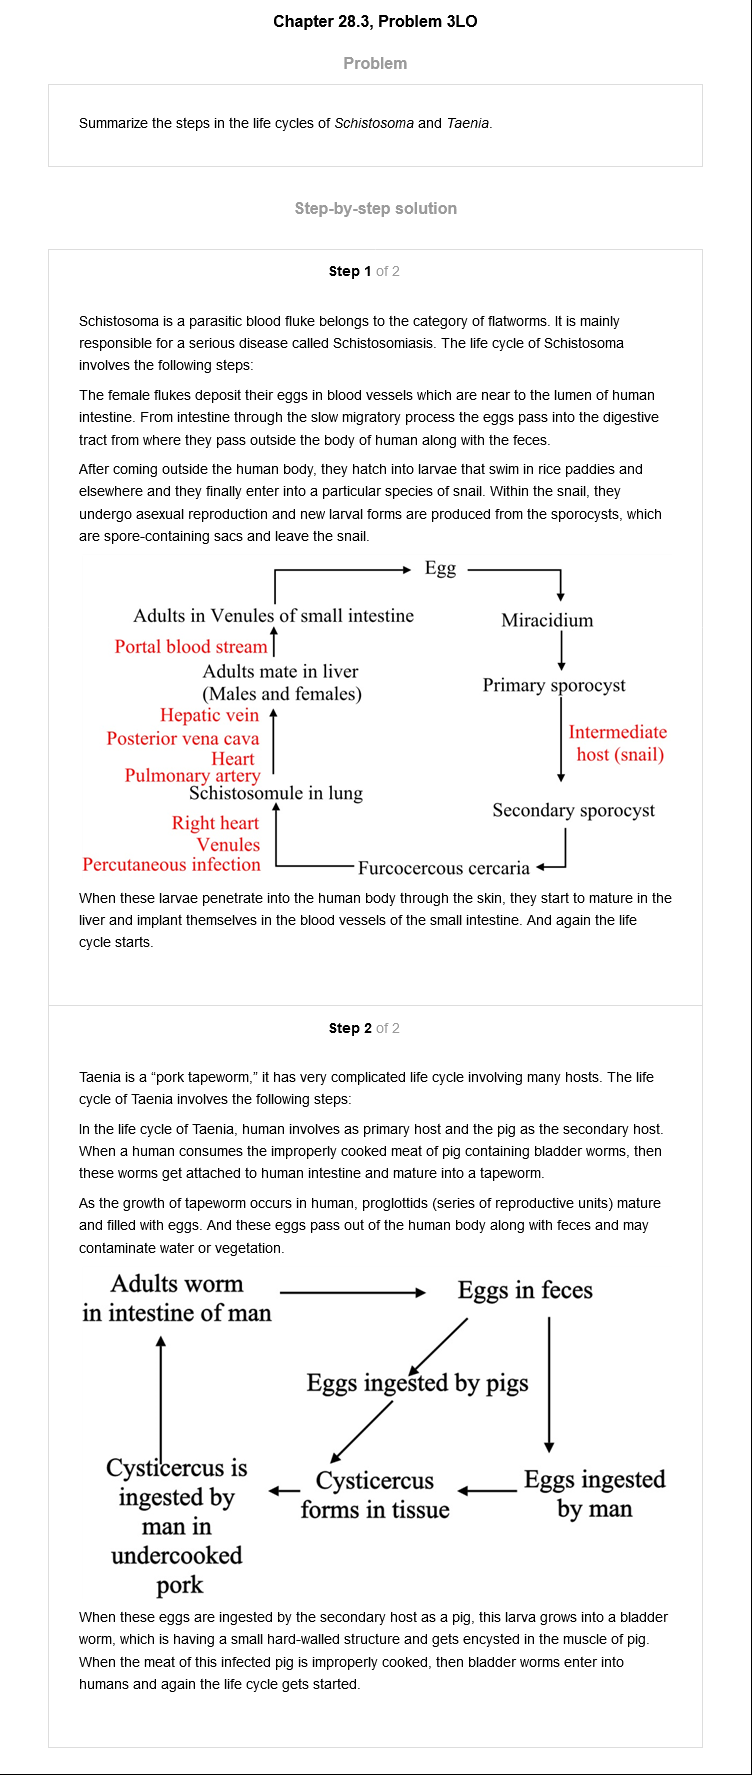 Chapter 28.3, Problem 3LO
Problem
Summarize the steps in the life cycles of Schistosoma and Taenia.
Step-by-step solution
Step 1 of 2
Schistosoma is a parasitic blood fluke belongs to the category of flatworms. It is mainly
responsible for a serious disease called Schistosomiasis. The life cycle of Schistosoma
involves the following steps:
The female flukes deposit their eggs in blood vessels which are near to the lumen of human
intestine. From intestine through the slow migratory process the eggs pass into the digestive
tract from where they pass outside the body of human along with the feces.
After coming outside the human body, they hatch into larvae that swim in rice paddies and
elsewhere and they finally enter into a particular species of snail. Within the snail, they
undergo asexual reproduction and new larval forms are produced from the sporocysts, which
are spore-containing sacs and leave the snail.
Egg
Adults in Venules of small intestine
Miracidium
Portal blood stream
Adults mate in liver
(Males and females)
Primary sporocyst
Hepatic vein
Posterior vena cava
Heart
Pulmonary artery
Intermediate
host (snail)
Schistosomule in lung
Secondary sporocyst
Right heart
Venules
Percutaneous infection
Furcocercous cercaria
When these larvae penetrate into the human body through the skin, they start to mature in the
liver and implant themselves in the blood vessels of the small intestine. And again the life
cycle starts.
Step 2 of 2
Taenia is a “pork tapeworm,” it has very complicated life cycle involving many hosts. The life
cycle of Taenia involves the following steps:
In the life cycle of Taenia, human involves as primary host and the pig as the secondary host.
When a human consumes the improperly cooked meat of pig containing bladder worms, then
these worms get attached to human intestine and mature into a tapeworm.
As the growth of tapeworm occurs in human, proglottids (series of reproductive units) mature
and filled with eggs. And these eggs pass out of the human body along with feces and may
contaminate water or vegetation.
Adults worm
in intestine of man
Eggs in feces
Eggs ingested by pigs
Cysticercus is
ingested by
man in
undercooked
pork
Cysticercus
forms in tissue
Eggs ingested
by man
When these eggs are ingested by the secondary host as a pig, this larva grows into a bladder
worm, which is having a small hard-walled structure and gets encysted in the muscle of pig.
When the meat of this infected pig is improperly cooked, then bladder worms enter into
humans and again the life cycle gets started.